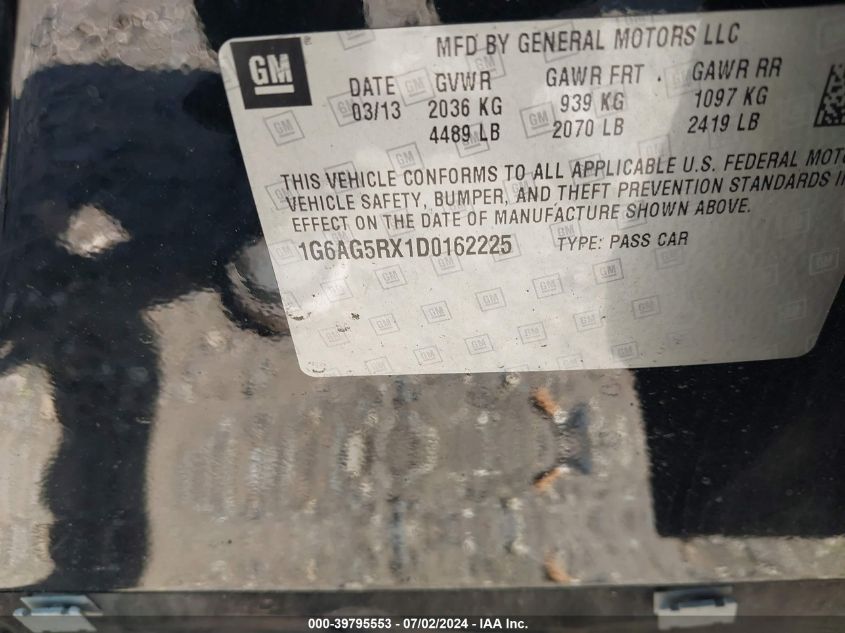 GM
MFD BY GENERAL MOTORS LLC
DATE GVWR GAWR FRT . GAWR RR
03/13 2036 KG 939 KG 1097 KG
4489 LB 2070 LB 2419 LB
THIS VEHICLE CONFORMS TO ALL APPLICABLE U.S. FEDERAL
VEHICLE SAFETY, BUMPER, AND THEFT PREVENTION STANDARDS
EFFECT ON THE DATE OF MANUFACTURE SHOWN ABOVE.
1G6AG5RX1D0162225 TYPE: PASS CAR
000-39795553 - 07/02/2024 - IAA Inc.